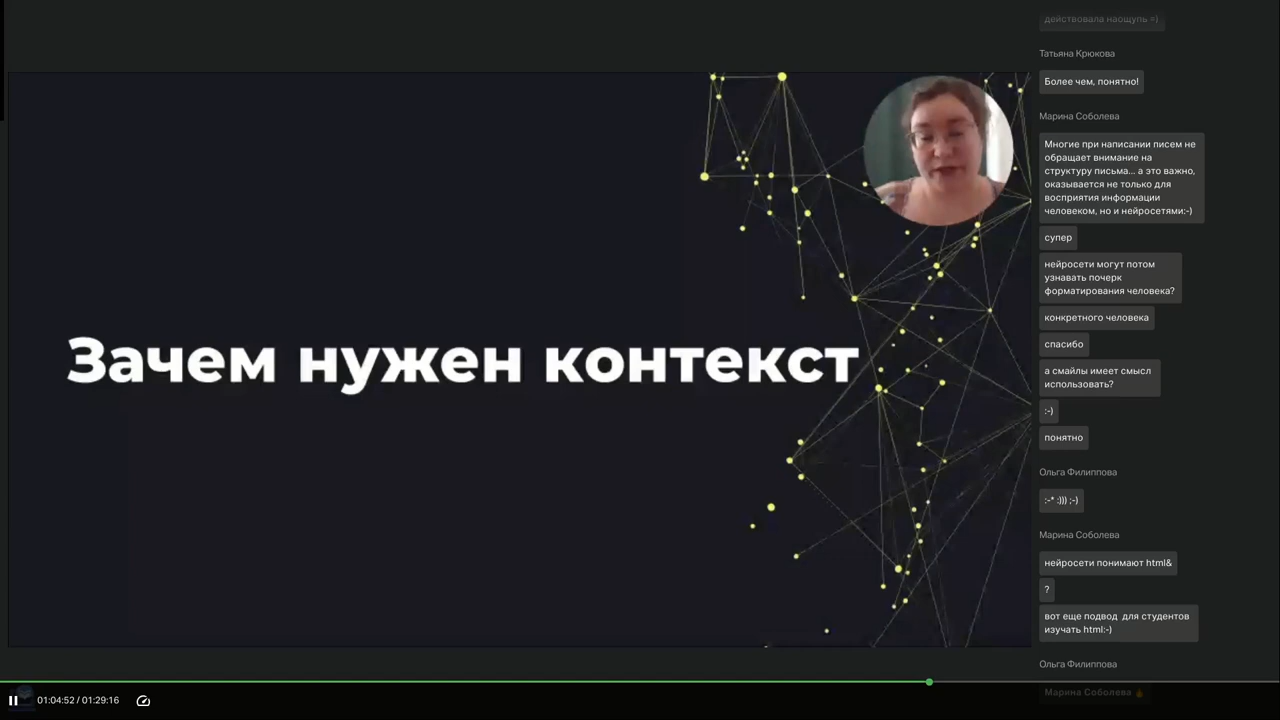 Зачем нужен контекст
действовала наощупь =)
Татьяна Крюкова
Более чем, понятно!
Марина Соболева
Многие при написании писем не
обращает внимание на
структуру письма... а это важно,
оказывается не только для
восприятия информации
человеком, но и нейросетями:-)
супер
нейросети могут потом
узнавать почерк
форматирования человека?
конкретного человека
спасибо
а смайлы имеет смысл
использовать?
:-)
понятно
Ольга Филиппова
:-* :))) ;-)
Марина Соболева
нейросети понимают html&
?
вот еще подвод для студентов
изучать html:-)
Ольга Филиппова
Марина Соболева 🔥
01:04:52 / 01:29:16